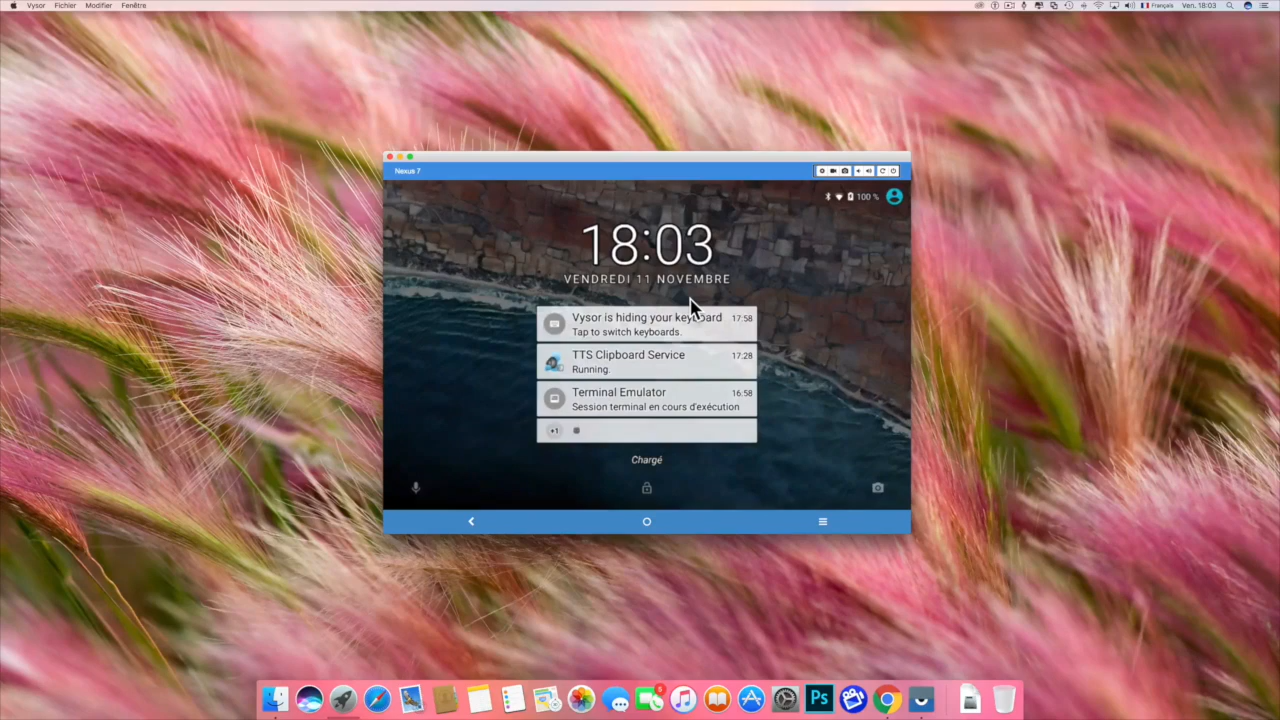 Vysor Fichier Modifier Fenêtre
Français Ven. 18:03
Nexus 7
100 %
18:03
VENDREDI 11 NOVEMBRE
Vysor is hiding your keyboard 17:58
Tap to switch keyboards.
TTS Clipboard Service 17:28
Running.
Terminal Emulator 16:58
Session terminal en cours d'exécution
+1
Chargé
5
Ps